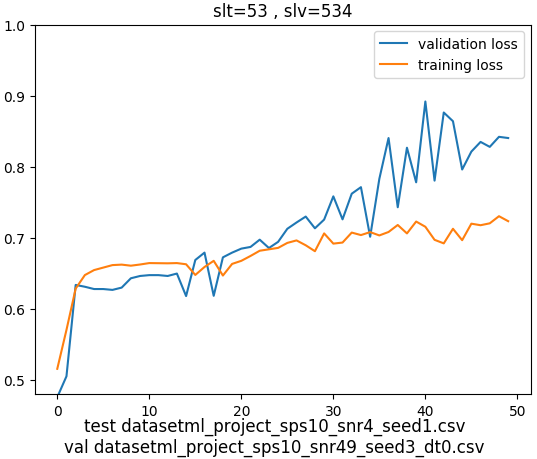 slt=53 , slv=534
1.0
validation loss
training loss
0.9
0.8
0.7
0.6
0.5
0 10 20 30 40 50
test datasetml_project_sps10_snr4_seed1.csv
val datasetml_project_sps10_snr49_seed3_dt0.csv